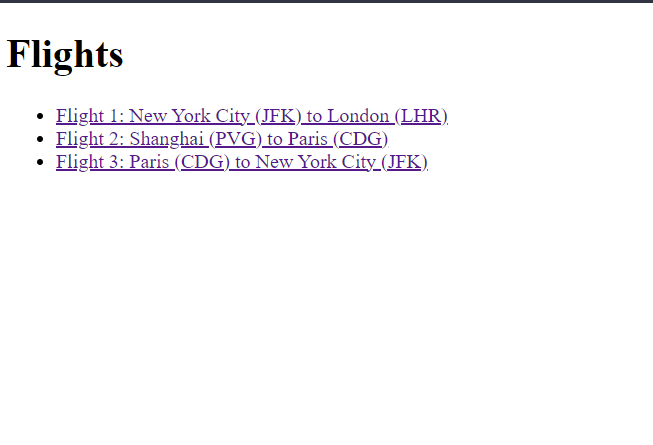 Flights
Flight 1: New York City (JFK) to London (LHR)
Flight 2: Shanghai (PVG) to Paris (CDG)
Flight 3: Paris (CDG) to New York City (JFK)